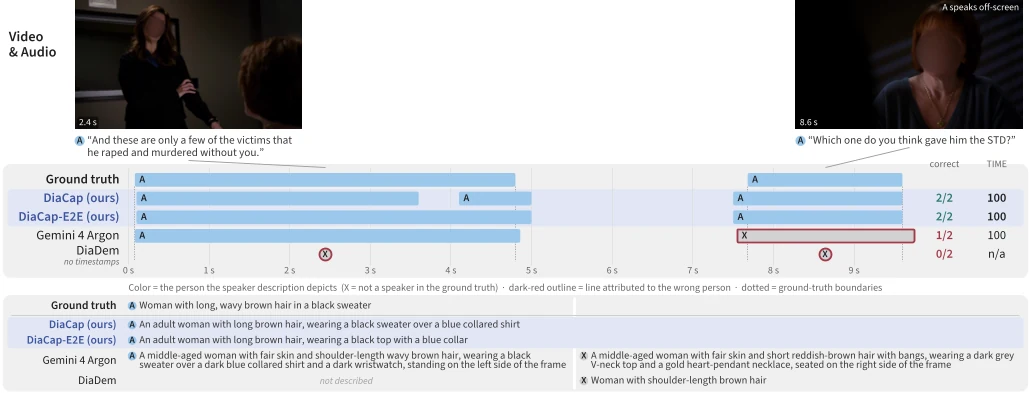 Video
& Audio
2.4 s
A speaks off-screen
8.6 s
A "And these are only a few of the victims that
he raped and murdered without you."
A "Which one do you think gave him the STD?"
correct TIME
Ground truth A A
DiaCap (ours) A A A 2/2 100
DiaCap-E2E (ours) A A 2/2 100
Gemini 4 Argon A X 1/2 100
DiaDem X X 0/2 n/a
no timestamps
0 s 1 s 2 s 3 s 4 s 5 s 6 s 7 s 8 s 9 s
Color = the person the speaker description depicts (X = not a speaker in the ground truth) · dark-red outline = line attributed to the wrong person · dotted = ground-truth boundaries
Ground truth A Woman with long, wavy brown hair in a black sweater
DiaCap (ours) A An adult woman with long brown hair, wearing a black sweater over a blue collared shirt
DiaCap-E2E (ours) A An adult woman with long brown hair, wearing a black top with a blue collar
Gemini 4 Argon A A middle-aged woman with fair skin and shoulder-length wavy brown hair, wearing a black
sweater over a dark blue collared shirt and a dark wristwatch, standing on the left side of the frame
X A middle-aged woman with fair skin and short reddish-brown hair with bangs, wearing a dark grey
V-neck top and a gold heart-pendant necklace, seated on the right side of the frame
DiaDem not described X Woman with shoulder-length brown hair